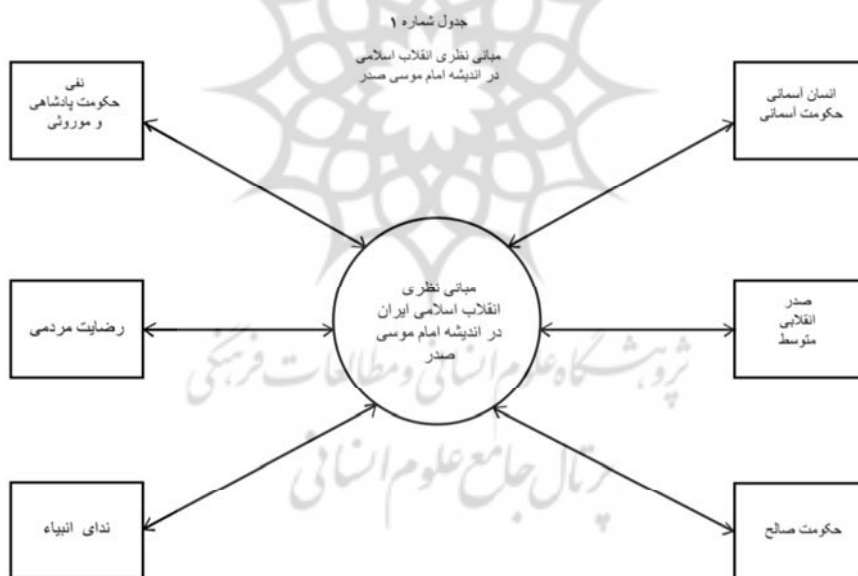 جدول شماره ۱
مبانی نظری انقلاب اسلامی
در اندیشه امام موسی صدر
انسان آسمانی
حکومت آسمانی
نفی
حکومت پادشاهی
و موروثی
مبانی نظری
انقلاب اسلامی ایران
در اندیشه امام موسی
صدر
صدر
انقلابی
متوسط
رضایت مردمی
پژوهشگاه علوم انسانی و مطالعات فرهنگی
پرتال جامع علوم انسانی
حکومت صالح
ندای انبیاء